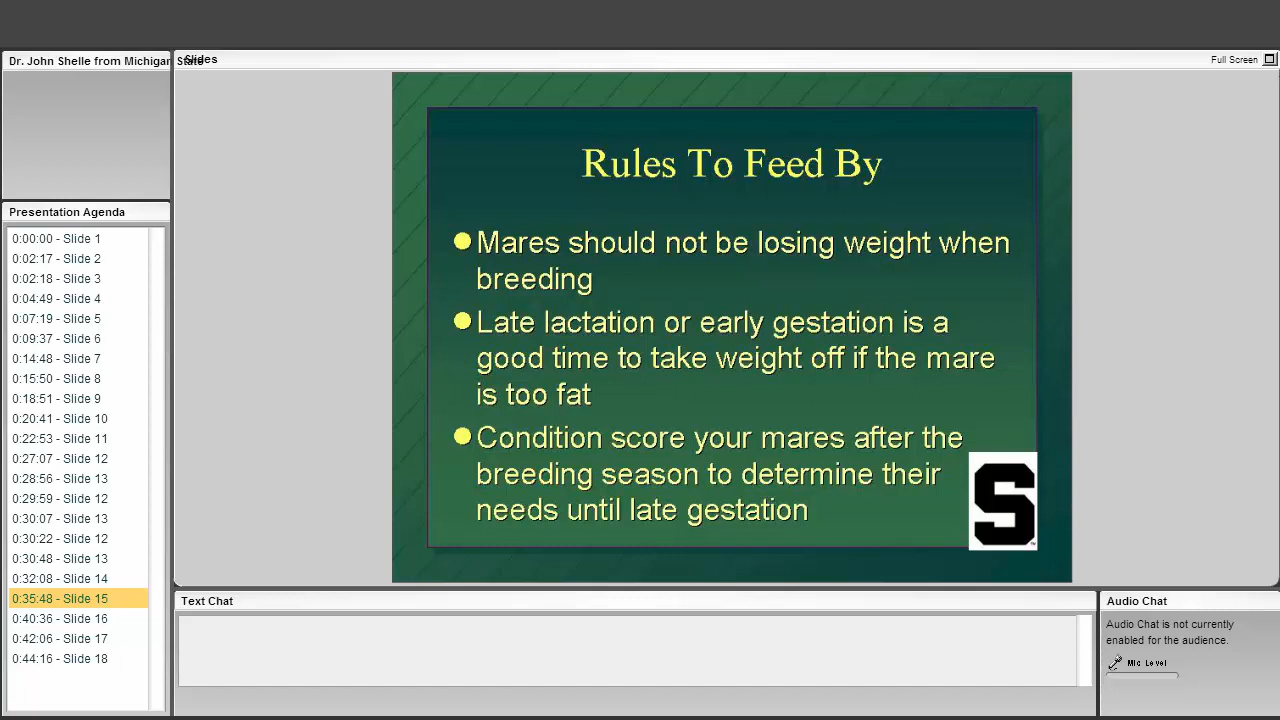 Dr. John Shelle from Michigan State
Slides
Full Screen
Presentation Agenda
0:00:00 - Slide 1
0:02:17 - Slide 2
0:02:18 - Slide 3
0:04:49 - Slide 4
0:07:19 - Slide 5
0:09:37 - Slide 6
0:14:48 - Slide 7
0:15:50 - Slide 8
0:18:51 - Slide 9
0:20:41 - Slide 10
0:22:53 - Slide 11
0:27:07 - Slide 12
0:28:56 - Slide 13
0:29:59 - Slide 12
0:30:07 - Slide 13
0:30:22 - Slide 12
0:30:48 - Slide 13
0:32:08 - Slide 14
0:35:48 - Slide 15
0:40:36 - Slide 16
0:42:06 - Slide 17
0:44:16 - Slide 18
Rules To Feed By
Mares should not be losing weight when
breeding
Late lactation or early gestation is a
good time to take weight off if the mare
is too fat
Condition score your mares after the
breeding season to determine their
needs until late gestation
S
Text Chat
Audio Chat
Audio Chat is not currently
enabled for the audience.
Mic Level